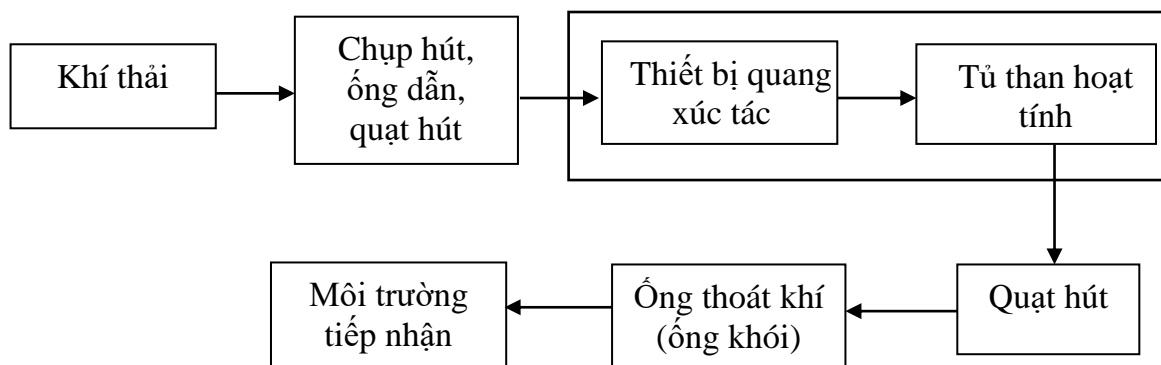 Khí thải
Chụp hút,
ống dẫn,
quạt hút
Thiết bị quang
xúc tác
Tủ than hoạt
tính
Quạt hút
Ống thoát khí
(ống khói)
Môi trường
tiếp nhận